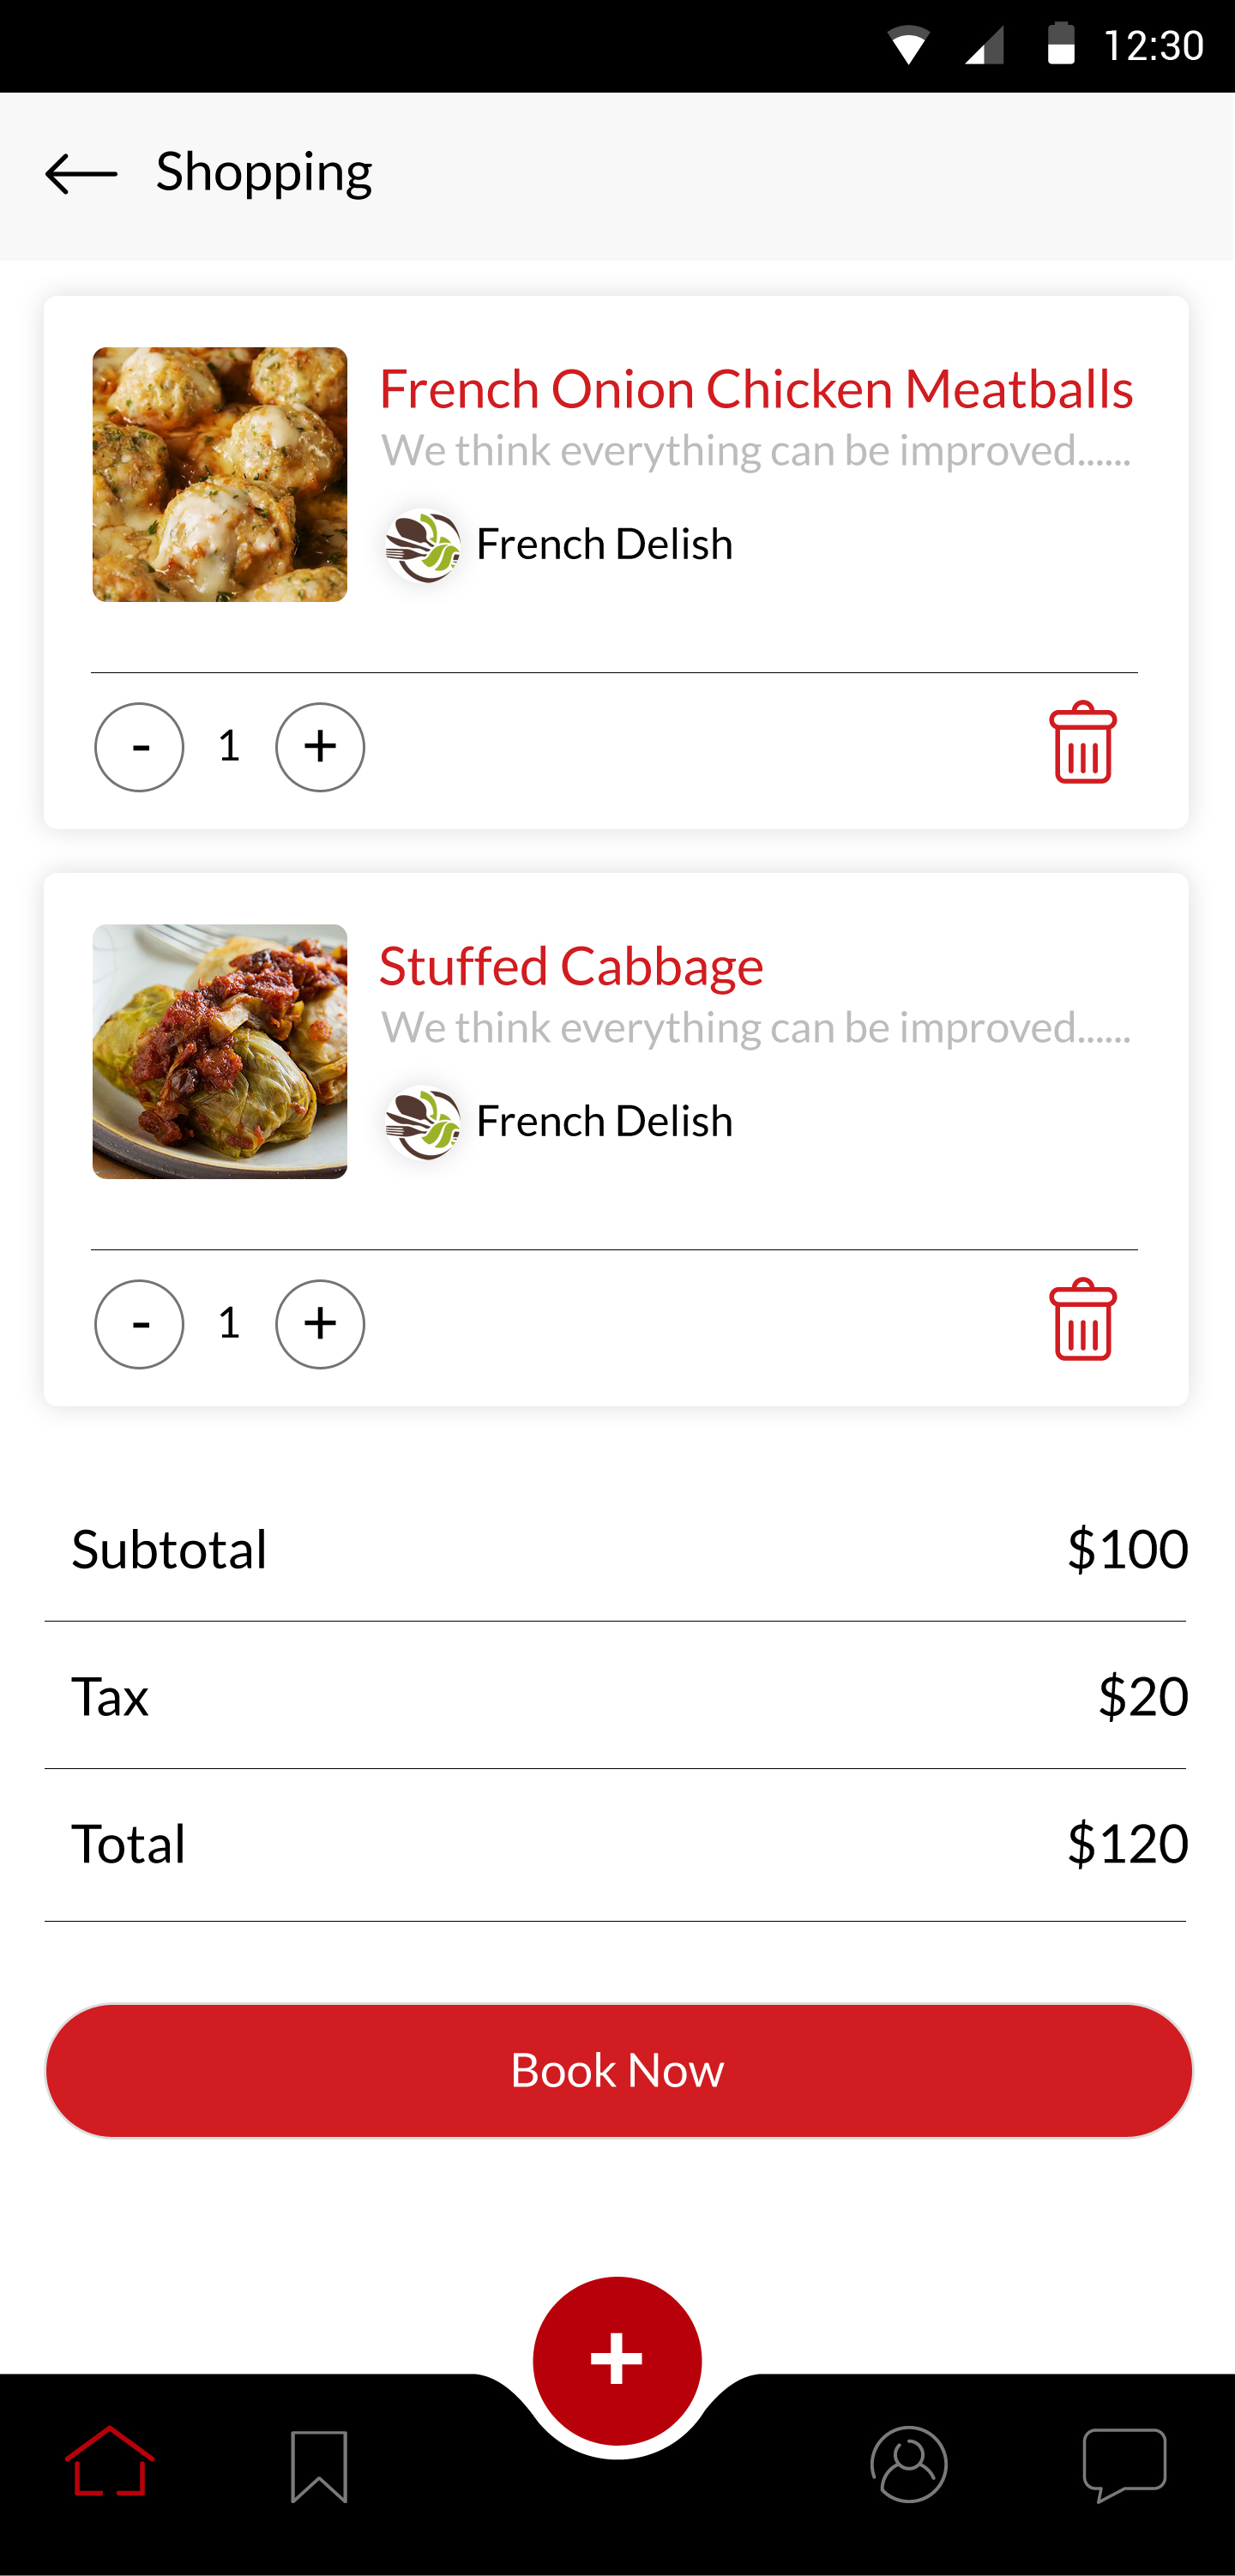 12:30
Shopping
French Onion Chicken Meatballs
We think everything can be improved......
French Delish
- 1 +
Stuffed Cabbage
We think everything can be improved......
French Delish
- 1 +
Subtotal $100
Tax $20
Total $120
Book Now
+